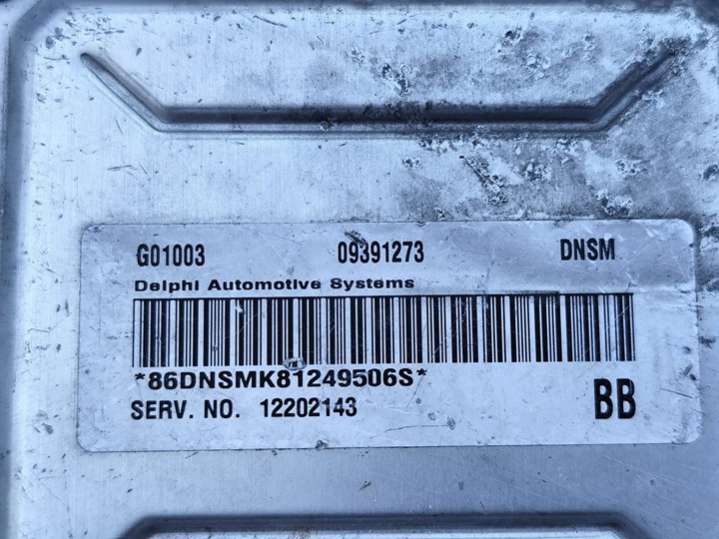 G01003 09391273 DNSM
Delphi Automotive Systems
*86DNSMK81249506S*
SERV. NO. 12202143 BB